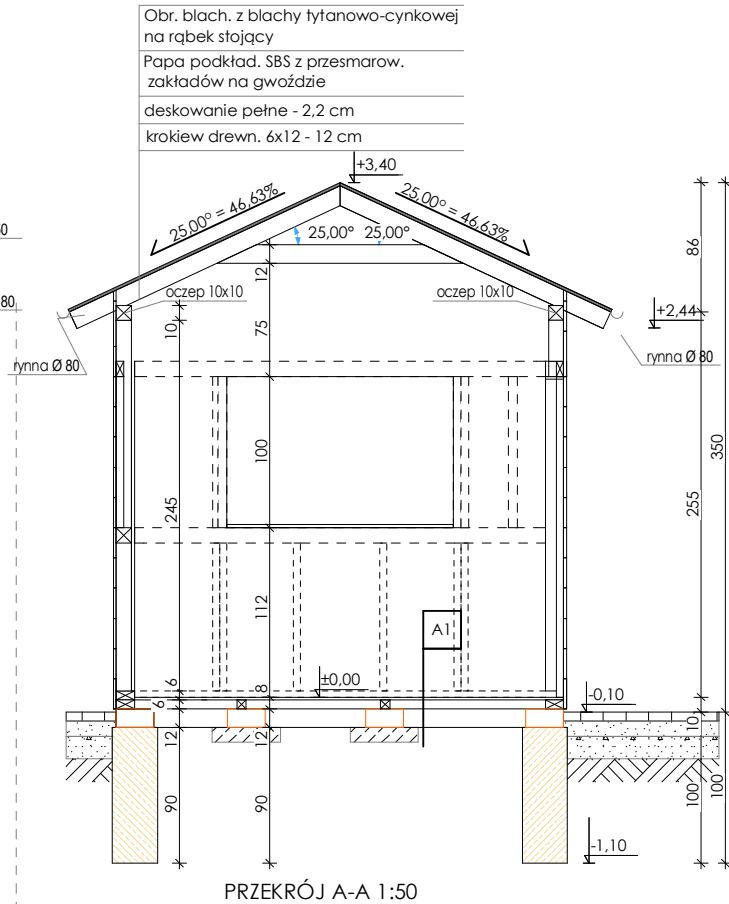 Obr. blach. z blachy tytanowo-cynkowej
na rąbek stojący
Papa podkład. SBS z przesmarow.
zakładów na gwoździe
deskowanie pełne - 2,2 cm
krokiew drewn. 6x12 - 12 cm
+3,40
25,00° = 46,63%
25,00° = 46,63%
25,00°
25,00°
86
12
80
oczep 10x10
oczep 10x10
+2,44
10
75
rynna Ø 80
rynna Ø 80
350
100
245
255
112
A1
±0,00
6
8
6
-0,10
10
12
12
90
90
100
100
-1,10
PRZEKRÓJ A-A 1:50